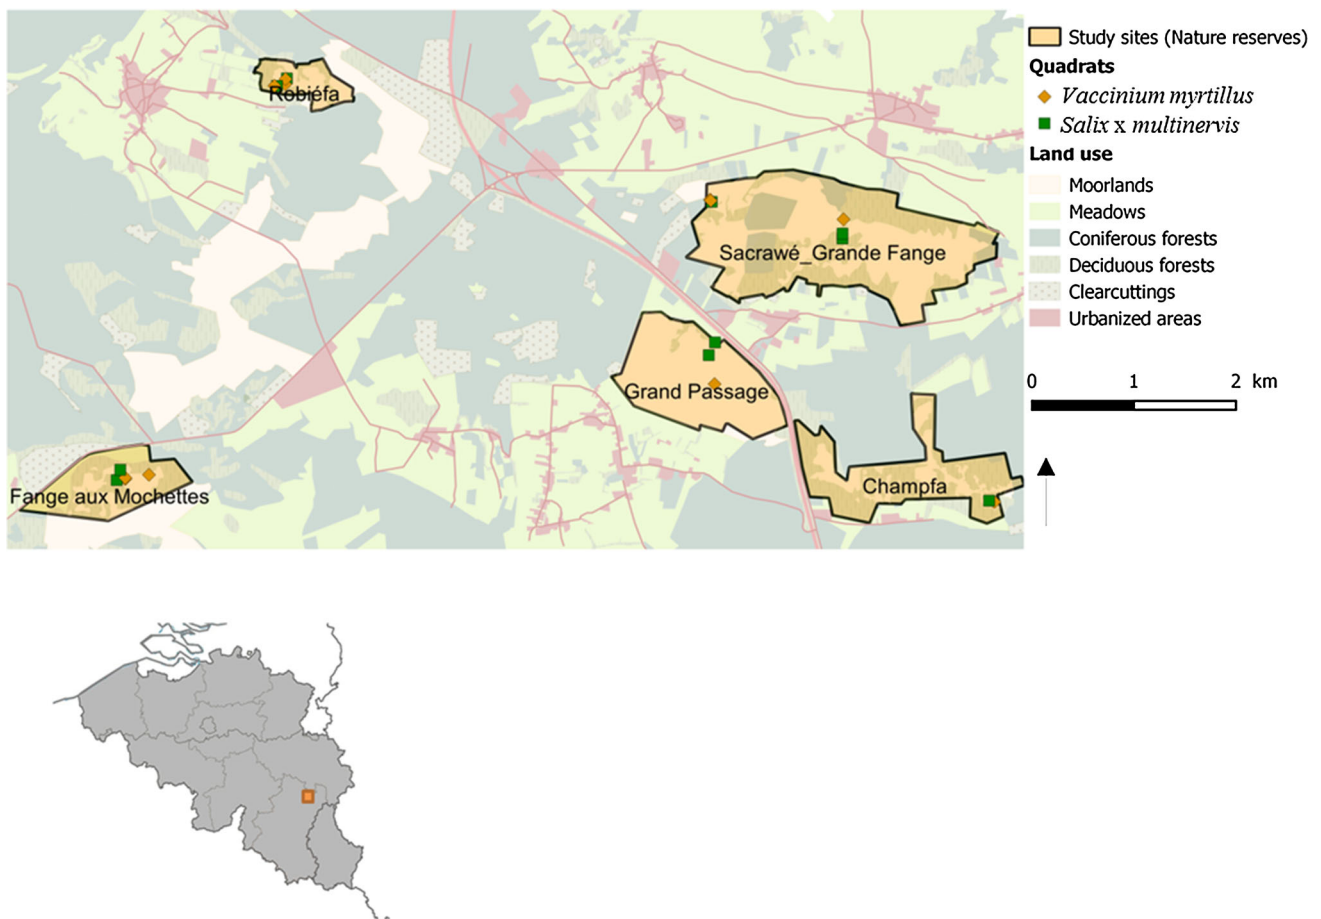 Robiéfa
Sacrawé_Grande Fange
Grand Passage
Champfa
Fange aux Mochettes
Study sites (Nature reserves)
Quadrats
Vaccinium myrtillus
Salix x multinervis
Land use
Moorlands
Meadows
Coniferous forests
Deciduous forests
Clearcuttings
Urbanized areas
0 1 2 km